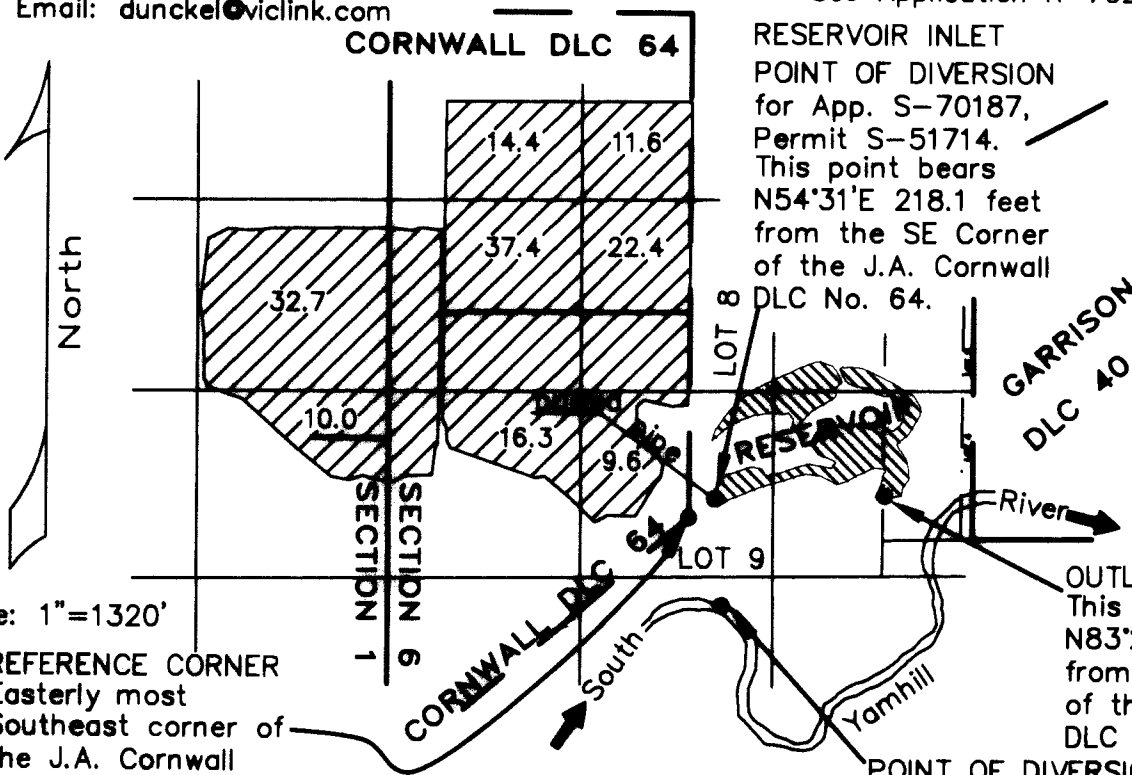 Email: dunckel@viclink.com
CORNWALL DLC 64
RESERVOIR INLET
POINT OF DIVERSION
for App. S-70187,
Permit S-51714.
This point bears
N54°31'E 218.1 feet
from the SE Corner
of the J.A. Cornwall
DLC No. 64.
North
14.4
11.6
37.4
22.4
32.7
10.0
16.3
9.6
pipe
LOT 8
RESERVOIR
GARRISON
DLC 40
River
SECTION 1
SECTION 6
LOT 9
CORNWALL DLC 64
South
Yamhill
1"=1320'
REFERENCE CORNER
Easterly most
Southeast corner of
the J.A. Cornwall
This
from
of
DLC
POINT OF DIVERSION